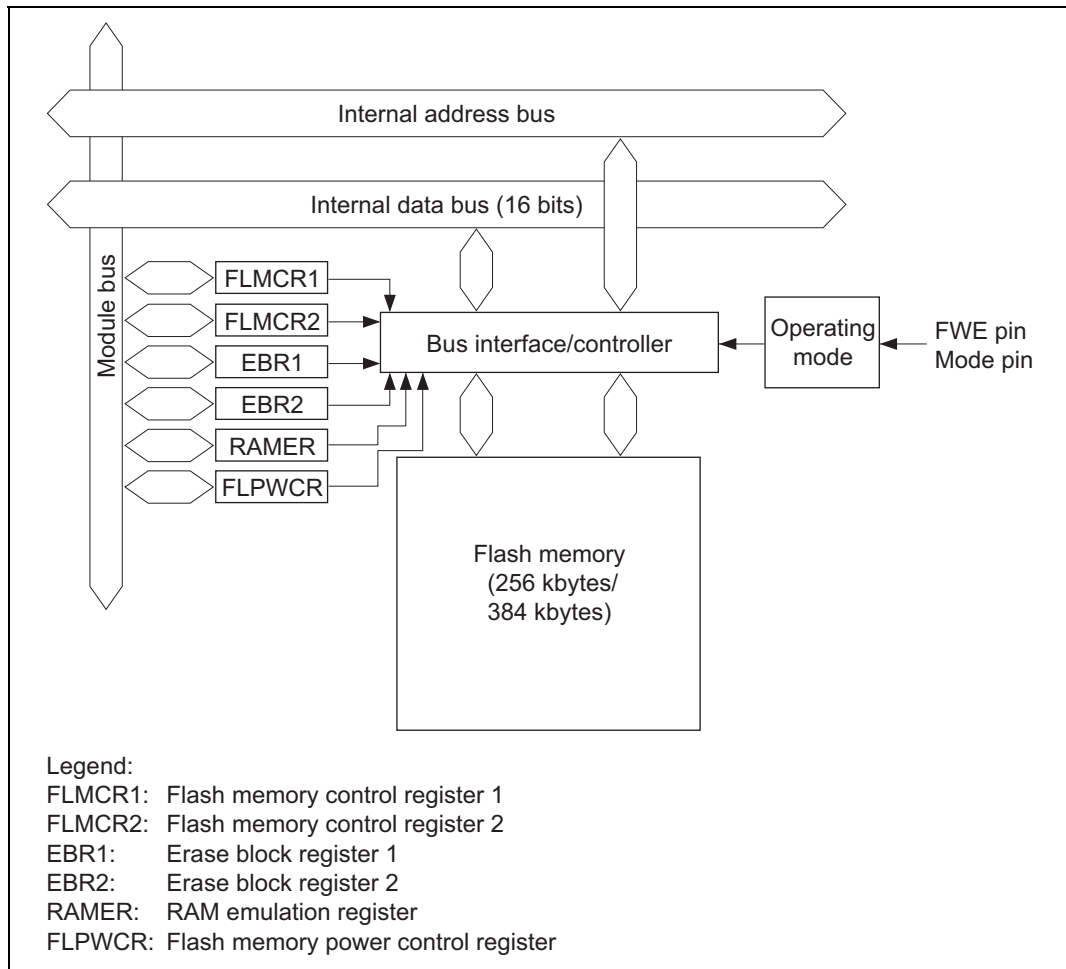 Internal address bus
Internal data bus (16 bits)
Module bus
FLMCR1
FLMCR2
EBR1
EBR2
RAMER
FLPWCR
Bus interface/controller
Operating
mode
FWE pin
Mode pin
Flash memory
(256 kbytes/
384 kbytes)
Legend:
FLMCR1: Flash memory control register 1
FLMCR2: Flash memory control register 2
EBR1: Erase block register 1
EBR2: Erase block register 2
RAMER: RAM emulation register
FLPWCR: Flash memory power control register